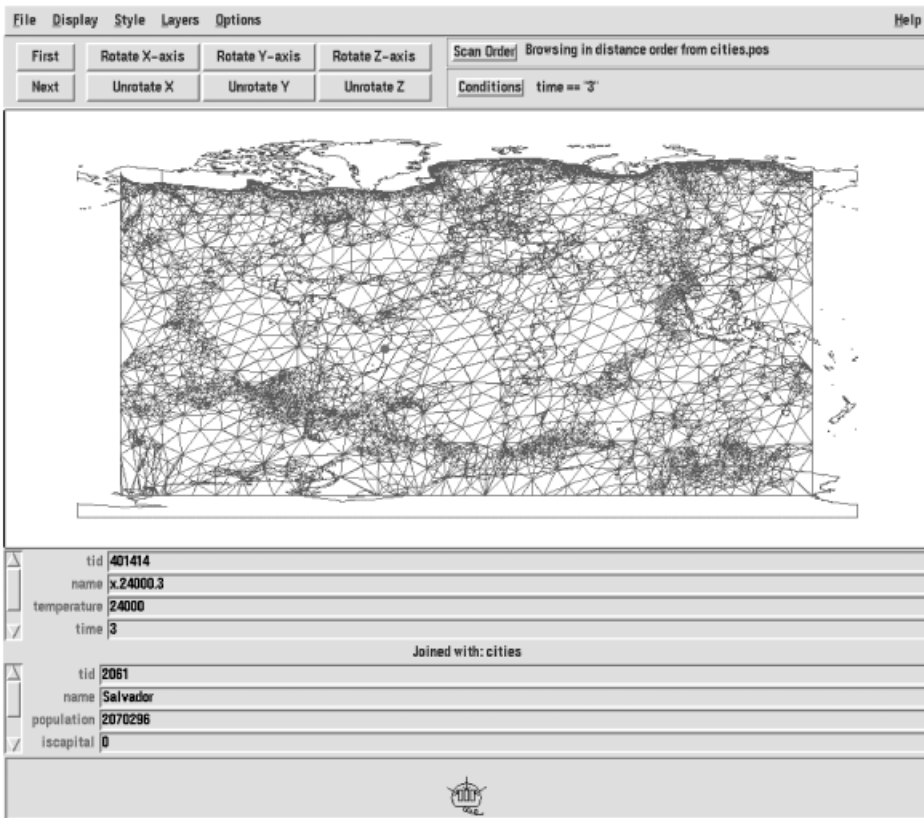 File Display Style Layers Options Help
First Rotate X-axis Rotate Y-axis Rotate Z-axis Scan Order Browsing in distance order from cities.pos
Next Unrotate X Unrotate Y Unrotate Z Conditions time == "3"
tid 401414
name x.24000.3
temperature 24000
time 3
Joined with: cities
tid 2061
name Salvador
population 2070296
iscapital 0